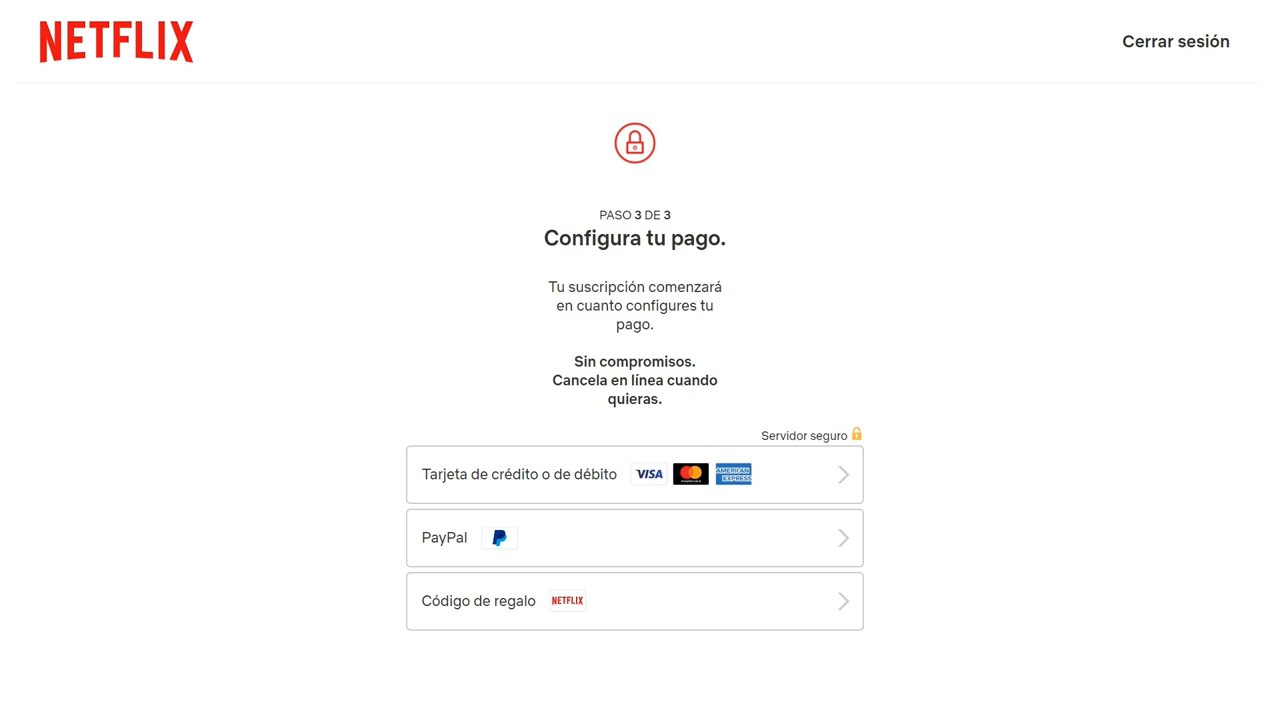 NETFLIX
Cerrar sesión
PASO 3 DE 3
Configura tu pago.
Tu suscripción comenzará
en cuanto configures tu
pago.
Sin compromisos.
Cancela en línea cuando
quieras.
Servidor seguro
Tarjeta de crédito o de débito VISA mastercard AMERICAN EXPRESS
PayPal
Código de regalo NETFLIX